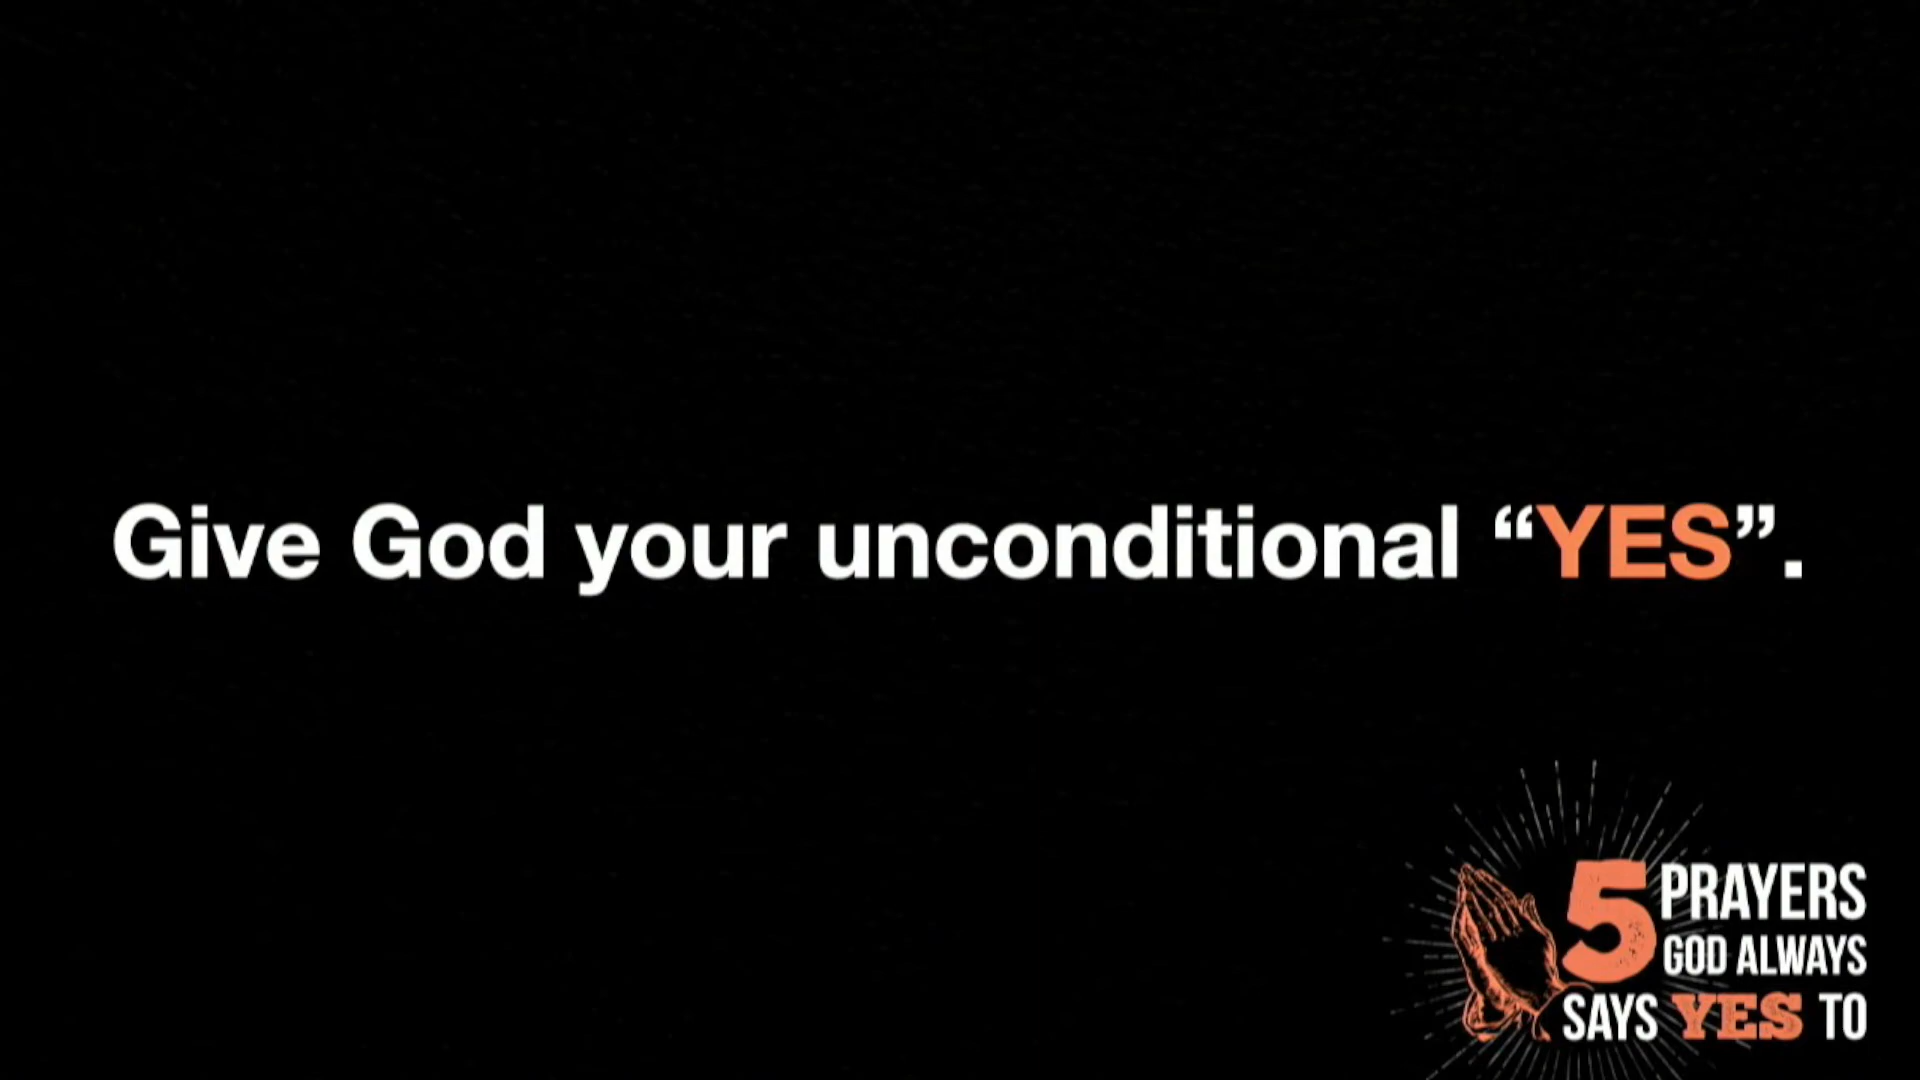 Give God your unconditional “YES”.
5 PRAYERS
GOD ALWAYS
SAYS YES TO